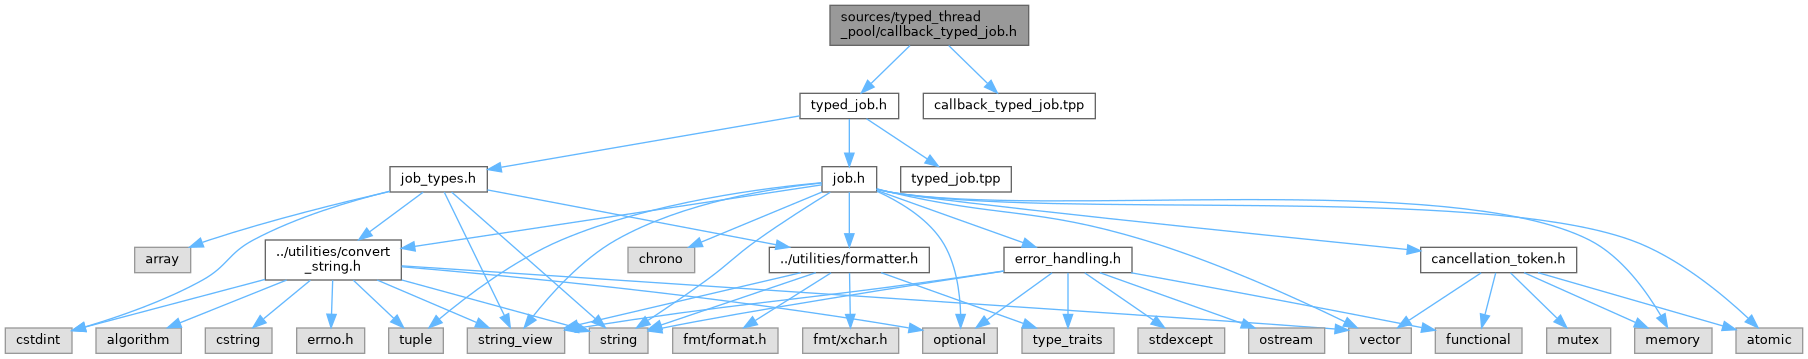 sources/typed_thread
_pool/callback_typed_job.h
typed_job.h
callback_typed_job.tpp
job_types.h
job.h
typed_job.tpp
array
../utilities/convert
_string.h
chrono
../utilities/formatter.h
error_handling.h
cancellation_token.h
cstdint
algorithm
cstring
errno.h
tuple
string_view
string
fmt/format.h
fmt/xchar.h
optional
type_traits
stdexcept
ostream
vector
functional
mutex
memory
atomic